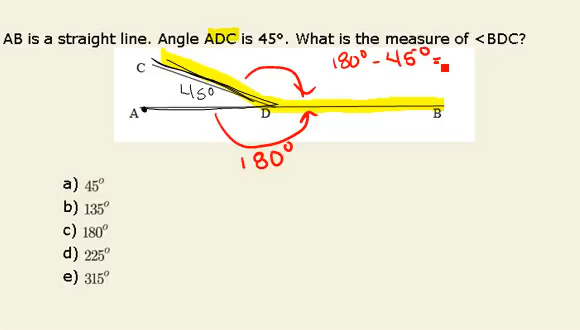 AB is a straight line. Angle ADC is 45°. What is the measure of <BDC?
180° - 45° =
C
45°
A
D
B
180°
a) 45°
b) 135°
c) 180°
d) 225°
e) 315°